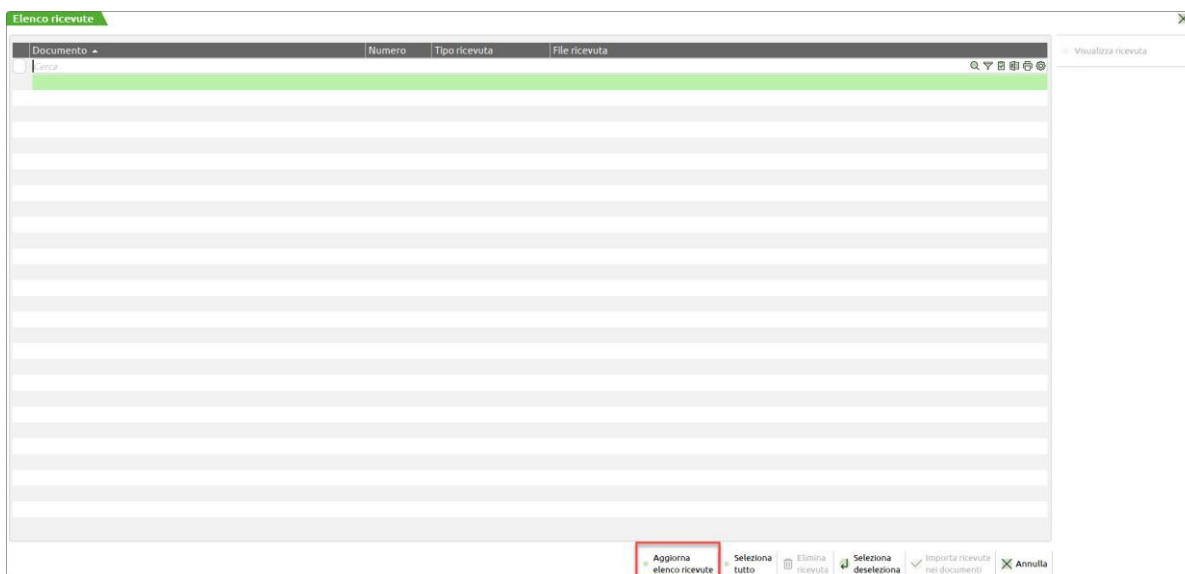 Elenco ricevute
Documento Numero Tipo ricevuta File ricevuta
Visualizza ricevuta
Cerca
Aggiorna
elenco ricevute
Seleziona
tutto
Elimina
ricevuta
Seleziona
deseleziona
Importa ricevute
nei documenti
Annulla